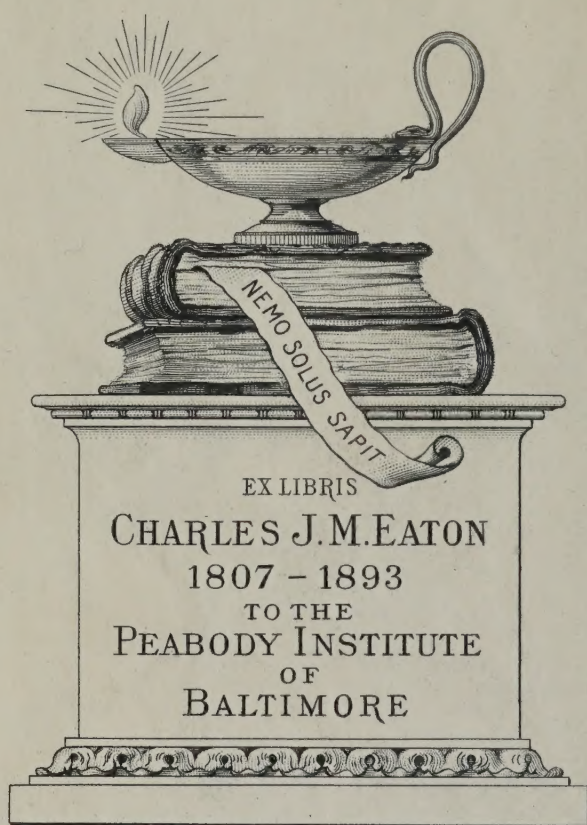 NEMO SOLUS SAPIT
EX LIBRIS
CHARLES J.M.EATON
1807 – 1893
TO THE
PEABODY INSTITUTE
OF
BALTIMORE